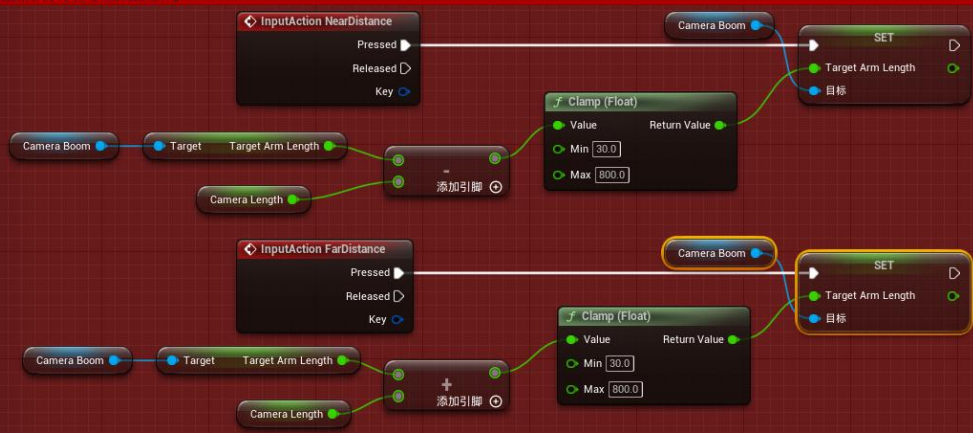 InputAction NearDistance
Pressed
Released
Key
Camera Boom
SET
Target Arm Length
目标
Clamp (Float)
Value
Return Value
Min 30.0
Max 800.0
Camera Boom
Target
Target Arm Length
-
添加引脚
Camera Length
InputAction FarDistance
Pressed
Released
Key
Camera Boom
SET
Target Arm Length
目标
Clamp (Float)
Value
Return Value
Min 30.0
Max 800.0
Camera Boom
Target
Target Arm Length
+
添加引脚
Camera Length